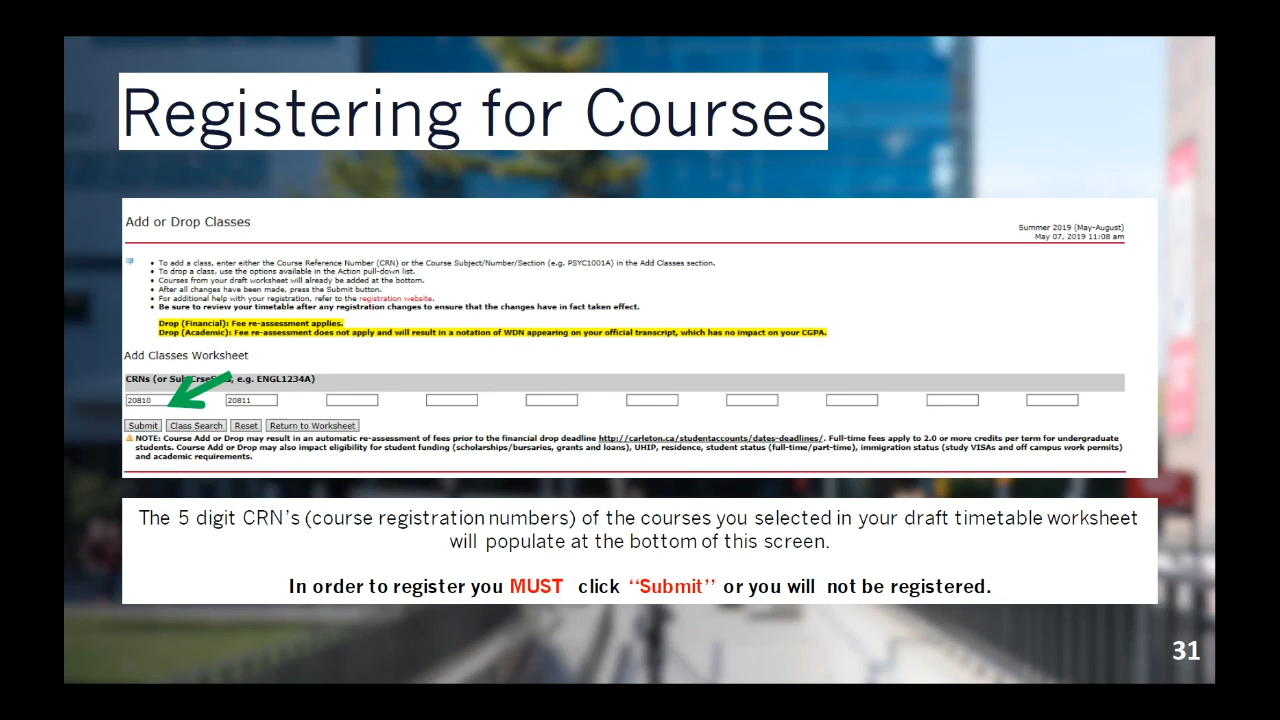 Registering for Courses
Add or Drop Classes
Summer 2019 (May-August)
May 07, 2019 11:08 am
• To add a class, enter either the Course Reference Number (CRN) or the Course Subject/Number/Section (e.g. PSYC1001A) in the Add Classes section.
• To drop a class, use the options available in the Action pull-down list.
• Courses from your draft worksheet will already be added at the bottom.
• After all changes have been made, press the Submit button.
• For additional help with your registration, refer to the registration website.
• Be sure to review your timetable after any registration changes to ensure that the changes have in fact taken effect.
Drop (Financial): Fee re-assessment applies.
Drop (Academic): Fee re-assessment does not apply and will result in a notation of WDN appearing on your official transcript, which has no impact on your CGPA.
Add Classes Worksheet
CRNs (or e.g. ENGL1234A)
20810 20811
Submit Class Search Reset Return to Worksheet
NOTE: Course Add or Drop may result in an automatic re-assessment of fees prior to the financial drop deadline http://carleton.ca/studentaccounts/dates-deadlines/. Full-time fees apply to 2.0 or more credits per term for undergraduate
students. Course Add or Drop may also impact eligibility for student funding (scholarships/bursaries, grants and loans), UHIP, residence, student status (full-time/part-time), immigration status (study VISAs and off campus work permits)
and academic requirements.
The 5 digit CRN's (course registration numbers) of the courses you selected in your draft timetable worksheet
will populate at the bottom of this screen.
In order to register you MUST click ‘‘Submit’’ or you will not be registered.
31